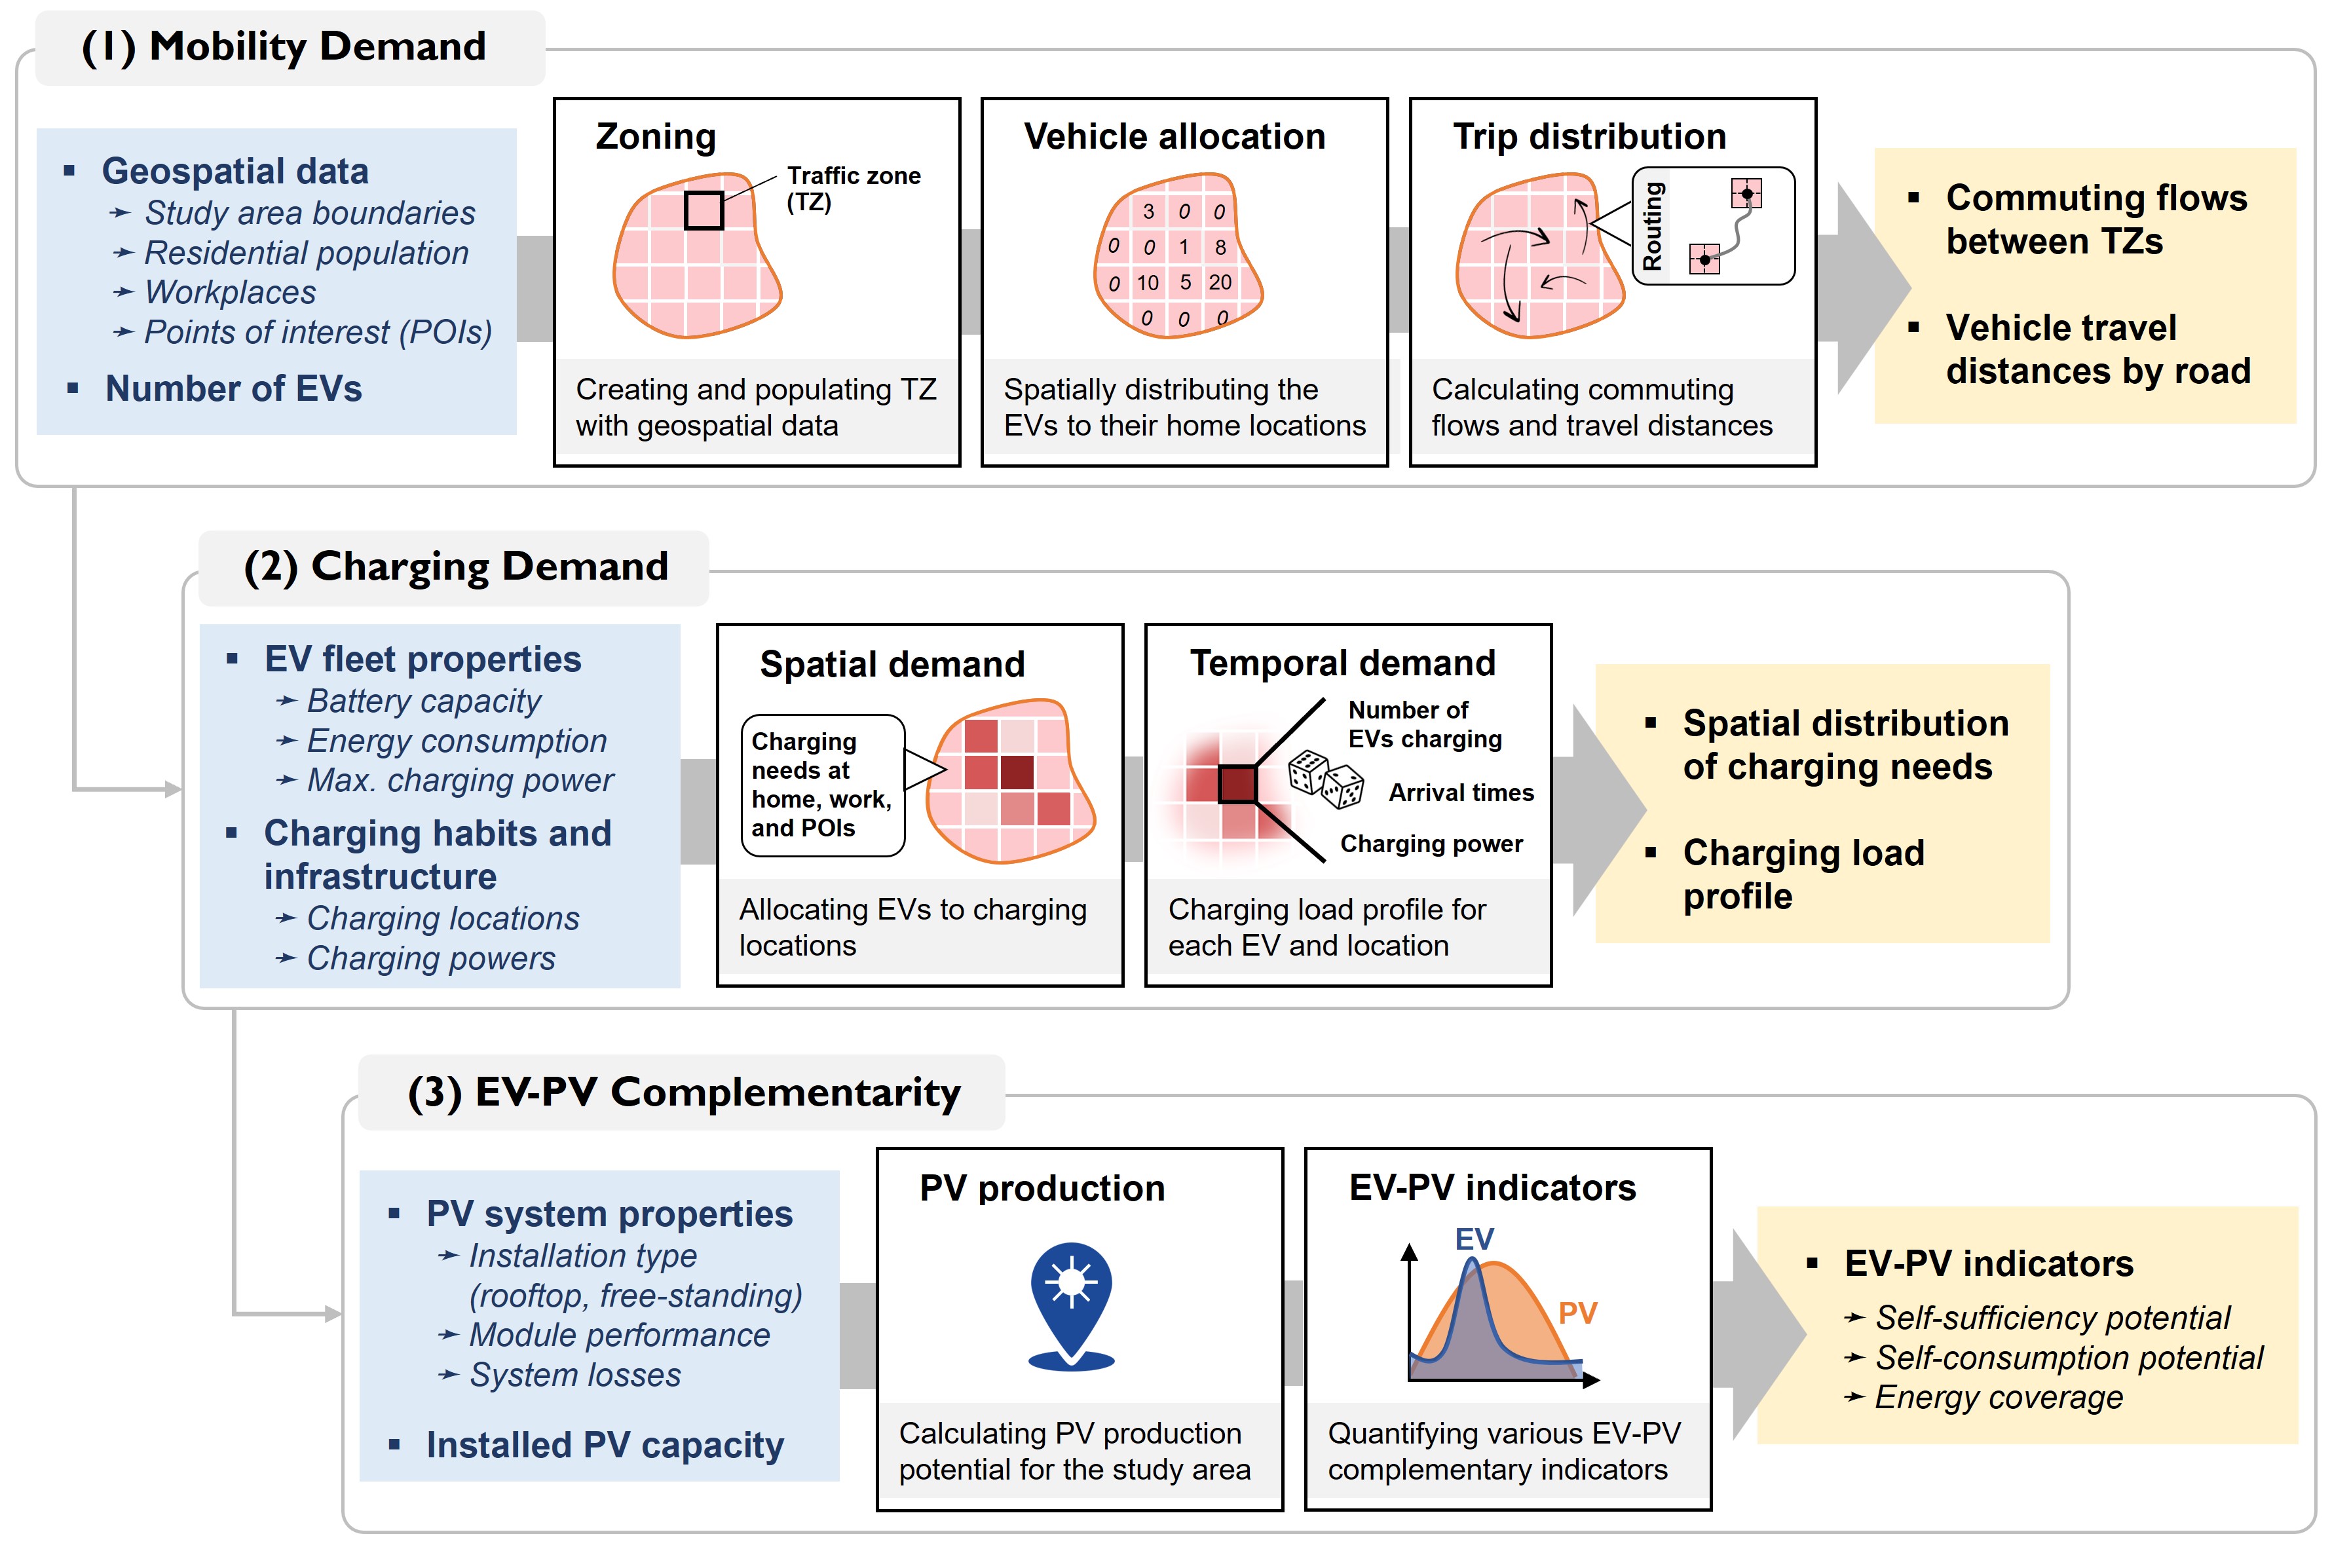 (1) Mobility Demand
▪ Geospatial data
➛ Study area boundaries
➛ Residential population
➛ Workplaces
➛ Points of interest (POIs)
▪ Number of EVs
Zoning
Traffic zone
(TZ)
Creating and populating TZ
with geospatial data
Vehicle allocation
3 0 0
0 0 1 8
0 10 5 20
0 0 0
Spatially distributing the
EVs to their home locations
Trip distribution
Routing
Calculating commuting
flows and travel distances
▪ Commuting flows
between TZs
▪ Vehicle travel
distances by road
(2) Charging Demand
▪ EV fleet properties
➛ Battery capacity
➛ Energy consumption
➛ Max. charging power
▪ Charging habits and
infrastructure
➛ Charging locations
➛ Charging powers
Spatial demand
Charging
needs at
home, work,
and POIs
Allocating EVs to charging
locations
Temporal demand
Number of
EVs charging
Arrival times
Charging power
Charging load profile for
each EV and location
▪ Spatial distribution
of charging needs
▪ Charging load
profile
(3) EV-PV Complementarity
▪ PV system properties
➛ Installation type
(rooftop, free-standing)
➛ Module performance
➛ System losses
▪ Installed PV capacity
PV production
Calculating PV production
potential for the study area
EV-PV indicators
EV
PV
Quantifying various EV-PV
complementary indicators
▪ EV-PV indicators
➛ Self-sufficiency potential
➛ Self-consumption potential
➛ Energy coverage